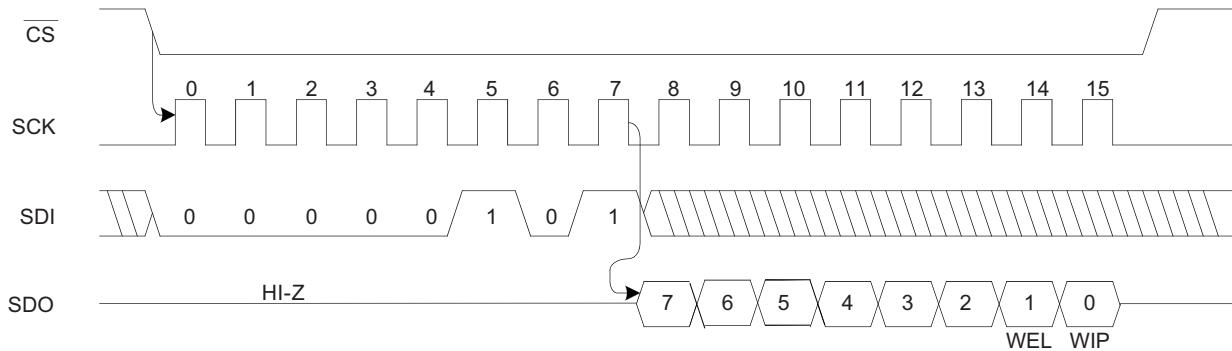 CS
0 1 2 3 4 5 6 7 8 9 10 11 12 13 14 15
SCK
SDI 0 0 0 0 0 1 0 1
HI-Z
SDO 7 6 5 4 3 2 1 0
WEL WIP